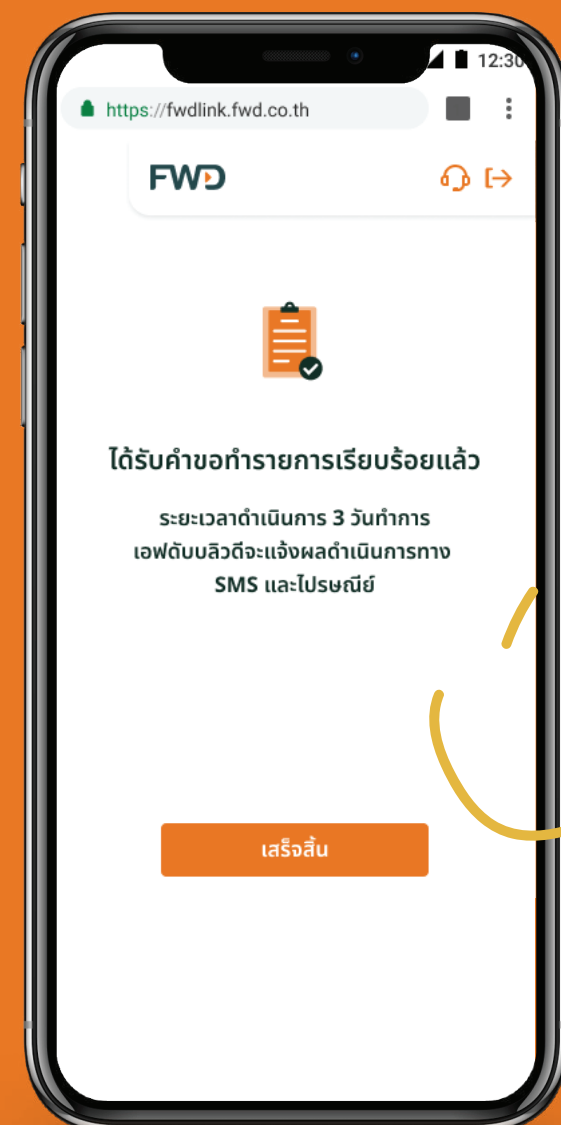 12:30
https://fwdlink.fwd.co.th
FWD
ได้รับคำขอทำรายการเรียบร้อยแล้ว
ระยะเวลาดำเนินการ 3 วันทำการ
เอฟดับบลิวดีจะแจ้งผลดำเนินการทาง
SMS และไปรษณีย์
เสร็จสิ้น